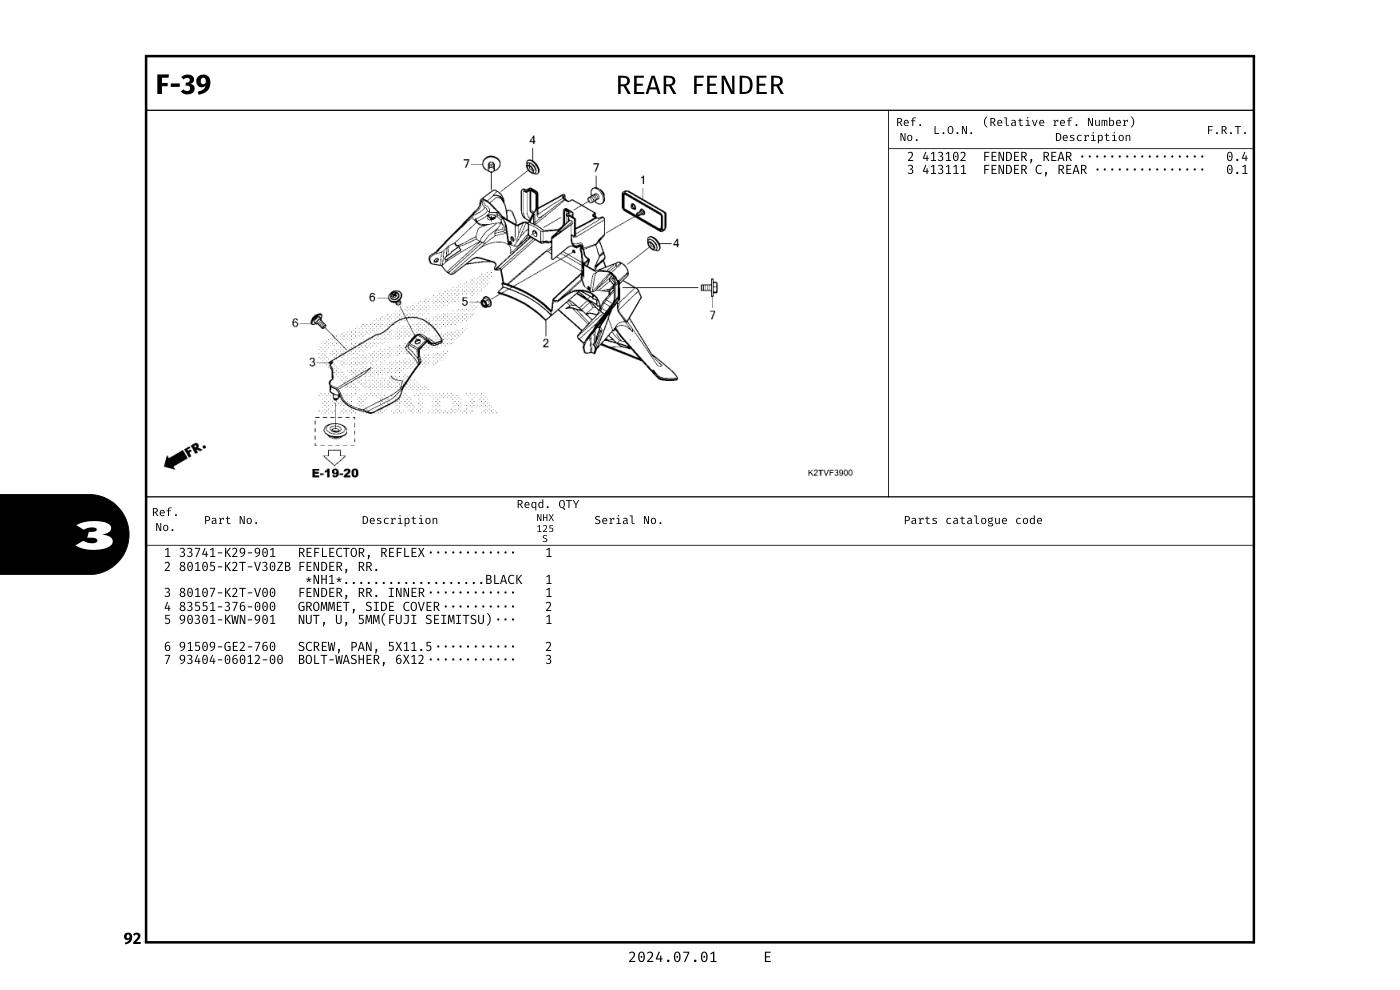 F-39
REAR FENDER
4
7
7
1
4
6
5
7
6
2
3
HONDA
FR.
E-19-20
K2TVF3900
Ref. No. L.O.N. (Relative ref. Number) Description F.R.T.
2 413102 FENDER, REAR ················· 0.4
3 413111 FENDER C, REAR ··············· 0.1
3
Ref. No. Part No. Description Reqd. QTY NHX 125 S Serial No. Parts catalogue code
1 33741-K29-901 REFLECTOR, REFLEX············ 1
2 80105-K2T-V30ZB FENDER, RR.
*NH1*...................BLACK 1
3 80107-K2T-V00 FENDER, RR. INNER············ 1
4 83551-376-000 GROMMET, SIDE COVER·········· 2
5 90301-KWN-901 NUT, U, 5MM(FUJI SEIMITSU)··· 1
6 91509-GE2-760 SCREW, PAN, 5X11.5··········· 2
7 93404-06012-00 BOLT-WASHER, 6X12············ 3
92
2024.07.01 E